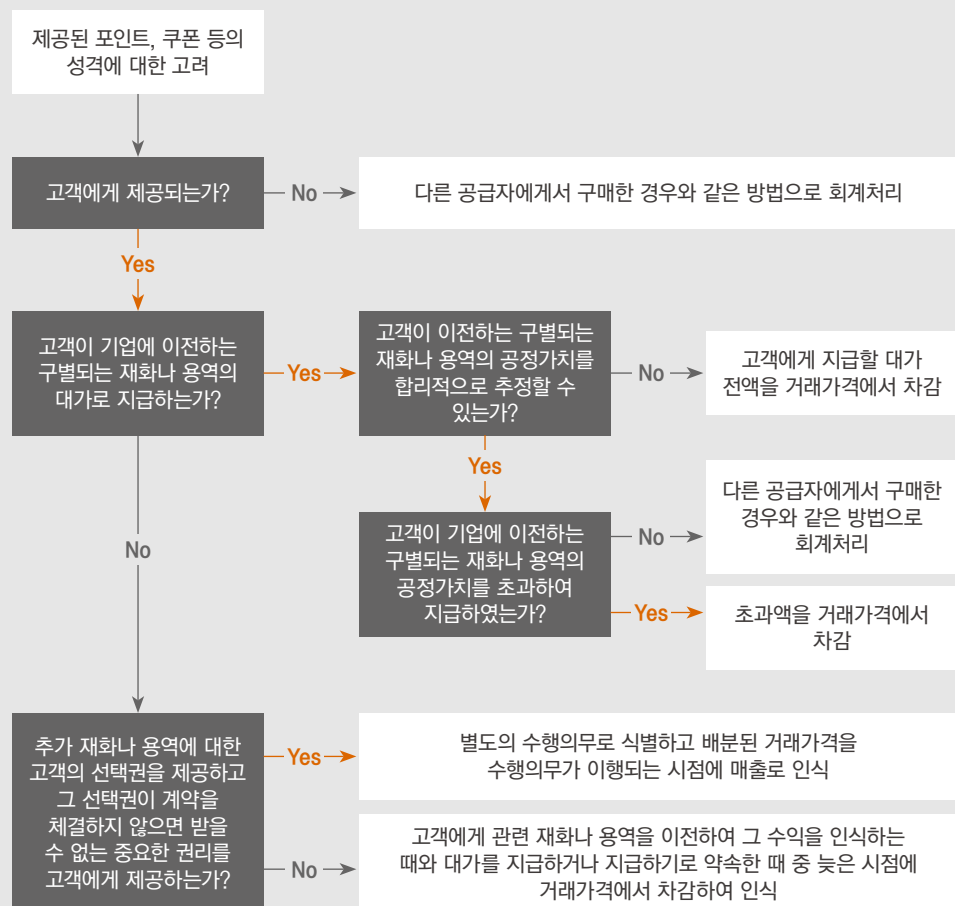 제공된 포인트, 쿠폰 등의
성격에 대한 고려
고객에게 제공되는가?
No
다른 공급자에게서 구매한 경우와 같은 방법으로 회계처리
Yes
고객이 기업에 이전하는
구별되는 재화나 용역의
대가로 지급하는가?
Yes
고객이 이전하는 구별되는
재화나 용역의 공정가치를
합리적으로 추정할 수
있는가?
No
고객에게 지급할 대가
전액을 거래가격에서 차감
Yes
고객이 기업에 이전하는
구별되는 재화나 용역의
공정가치를 초과하여
지급하였는가?
No
다른 공급자에게서 구매한
경우와 같은 방법으로
회계처리
Yes
초과액을 거래가격에서
차감
No
추가 재화나 용역에 대한
고객의 선택권을 제공하고
그 선택권이 계약을
체결하지 않으면 받을
수 없는 중요한 권리를
고객에게 제공하는가?
Yes
별도의 수행의무로 식별하고 배분된 거래가격을
수행의무가 이행되는 시점에 매출로 인식
No
고객에게 관련 재화나 용역을 이전하여 그 수익을 인식하는
때와 대가를 지급하거나 지급하기로 약속한 때 중 늦은 시점에
거래가격에서 차감하여 인식